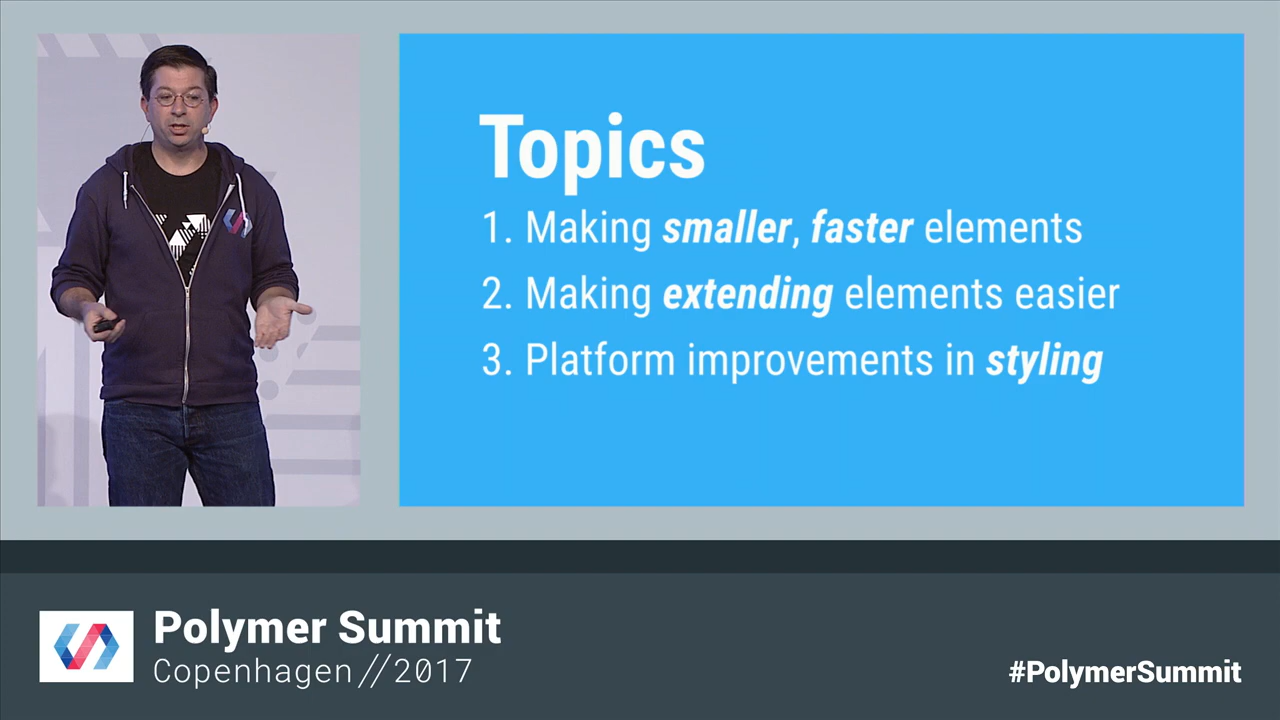 Topics
1. Making smaller, faster elements
2. Making extending elements easier
3. Platform improvements in styling
Polymer Summit
Copenhagen//2017
#PolymerSummit